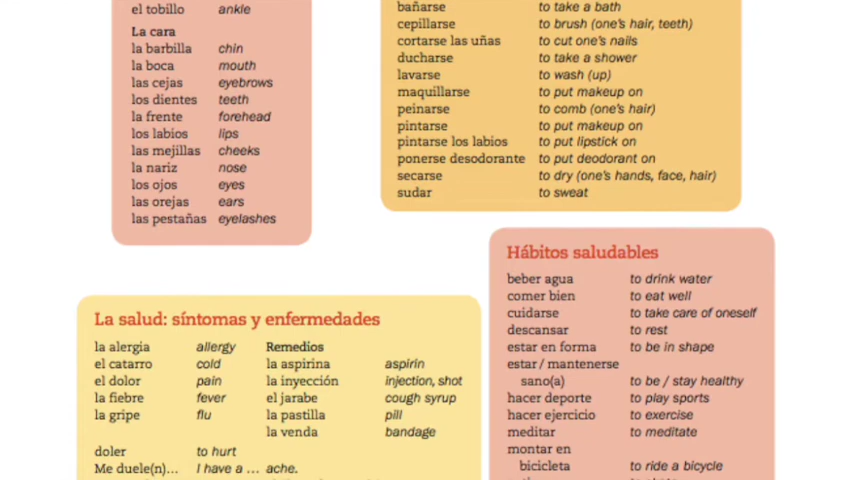 el tobillo ankle
La cara
la barbilla chin
la boca mouth
las cejas eyebrows
los dientes teeth
la frente forehead
los labios lips
las mejillas cheeks
la nariz nose
los ojos eyes
las orejas ears
las pestañas eyelashes
bañarse to take a bath
cepillarse to brush (one's hair, teeth)
cortarse las uñas to cut one's nails
ducharse to take a shower
lavarse to wash (up)
maquillarse to put makeup on
peinarse to comb (one's hair)
pintarse to put makeup on
pintarse los labios to put lipstick on
ponerse desodorante to put deodorant on
secarse to dry (one's hands, face, hair)
sudar to sweat
La salud: síntomas y enfermedades
la alergia allergy Remedios
el catarro cold la aspirina aspirin
el dolor pain la inyección injection, shot
la fiebre fever el jarabe cough syrup
la gripe flu la pastilla pill
la venda bandage
doler to hurt
Me duele(n)... I have a ... ache.
Hábitos saludables
beber agua to drink water
comer bien to eat well
cuidarse to take care of oneself
descansar to rest
estar en forma to be in shape
estar / mantenerse
sano(a) to be / stay healthy
hacer deporte to play sports
hacer ejercicio to exercise
meditar to meditate
montar en
bicicleta to ride a bicycle